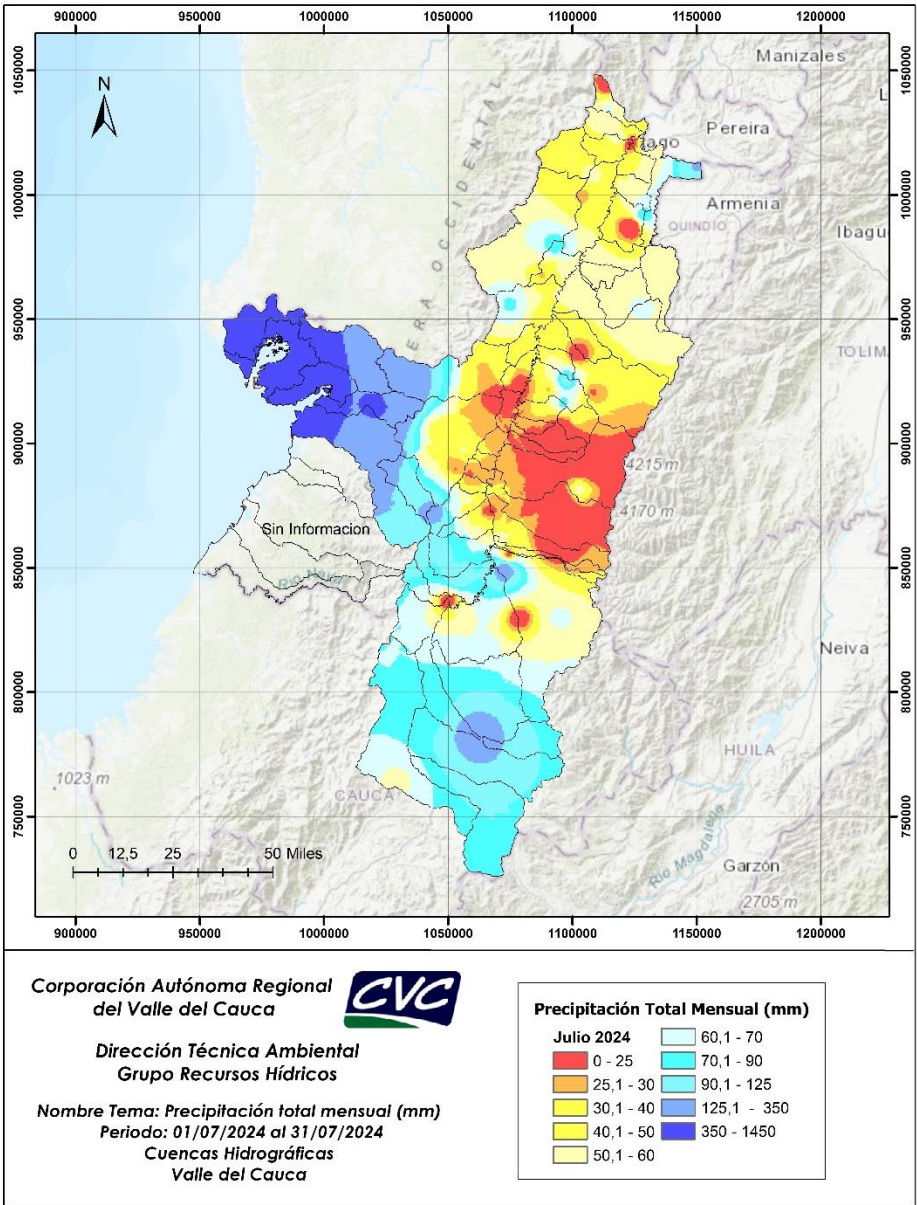 900000 950000 1000000 1050000 1100000 1150000 1200000
1050000
1000000
950000
900000
850000
800000
750000
1050000
1000000
950000
900000
850000
800000
750000
N
Manizales
Pereira
Armenia
QUINDÍO
OCCIDENTAL
TOLIMA
4215 m
4170 m
Sin Informacion
Neiva
HUILA
1023 m
CAUCA
Río Magdalena
Garzón
2705 m
0 12,5 25 50 Miles
900000 950000 1000000 1050000 1100000 1150000 1200000
Corporación Autónoma Regional
del Valle del Cauca
CVC
Dirección Técnica Ambiental
Grupo Recursos Hídricos
Nombre Tema: Precipitación total mensual (mm)
Periodo: 01/07/2024 al 31/07/2024
Cuencas Hidrográficas
Valle del Cauca
Precipitación Total Mensual (mm)
Julio 2024
0 - 25
25,1 - 30
30,1 - 40
40,1 - 50
50,1 - 60
60,1 - 70
70,1 - 90
90,1 - 125
125,1 - 350
350 - 1450